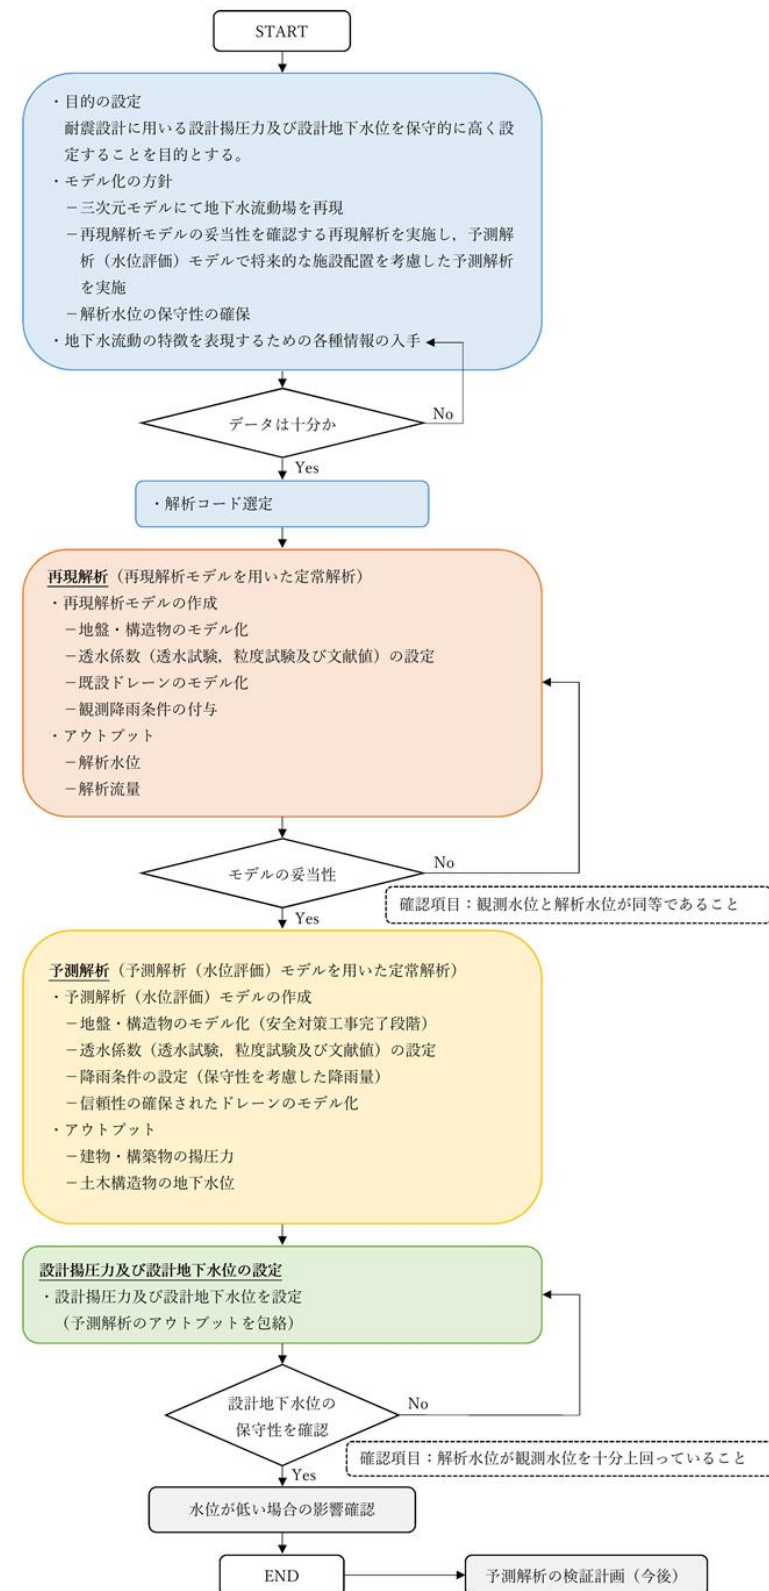 START
・目的の設定
耐震設計に用いる設計揚圧力及び設計地下水位を保守的に高く設
定することを目的とする。
・モデル化の方針
－三次元モデルにて地下水流動場を再現
－再現解析モデルの妥当性を確認する再現解析を実施し，予測解
析（水位評価）モデルで将来的な施設配置を考慮した予測解析
を実施
－解析水位の保守性の確保
・地下水流動の特徴を表現するための各種情報の入手
データは十分か
No
Yes
・解析コード選定
再現解析（再現解析モデルを用いた定常解析）
・再現解析モデルの作成
－地盤・構造物のモデル化
－透水係数（透水試験，粒度試験及び文献値）の設定
－既設ドレーンのモデル化
－観測降雨条件の付与
・アウトプット
－解析水位
－解析流量
モデルの妥当性
No
確認項目：観測水位と解析水位が同等であること
Yes
予測解析（予測解析（水位評価）モデルを用いた定常解析）
・予測解析（水位評価）モデルの作成
－地盤・構造物のモデル化（安全対策工事完了段階）
－透水係数（透水試験，粒度試験及び文献値）の設定
－降雨条件の設定（保守性を考慮した降雨量）
－信頼性の確保されたドレーンのモデル化
・アウトプット
－建物・構築物の揚圧力
－土木構造物の地下水位
設計揚圧力及び設計地下水位の設定
・設計揚圧力及び設計地下水位を設定
（予測解析のアウトプットを包絡）
設計地下水位の
保守性を確認
No
確認項目：解析水位が観測水位を十分上回っていること
Yes
水位が低い場合の影響確認
END
予測解析の検証計画（今後）